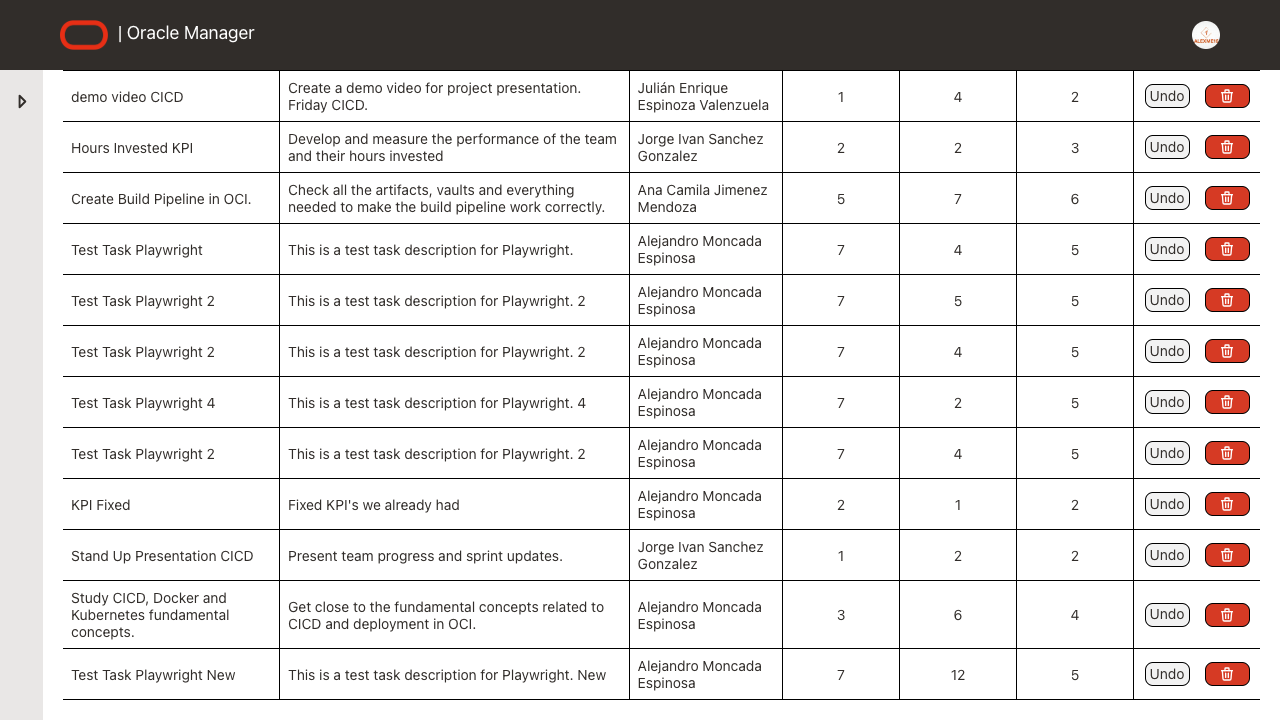 | Oracle Manager
ALEXMEIS
demo video CICD
Create a demo video for project presentation.
Friday CICD.
Julián Enrique
Espinoza Valenzuela
1
4
2
Undo
Hours Invested KPI
Develop and measure the performance of the team
and their hours invested
Jorge Ivan Sanchez
Gonzalez
2
2
3
Undo
Create Build Pipeline in OCI.
Check all the artifacts, vaults and everything
needed to make the build pipeline work correctly.
Ana Camila Jimenez
Mendoza
5
7
6
Undo
Test Task Playwright
This is a test task description for Playwright.
Alejandro Moncada
Espinosa
7
4
5
Undo
Test Task Playwright 2
This is a test task description for Playwright. 2
Alejandro Moncada
Espinosa
7
5
5
Undo
Test Task Playwright 2
This is a test task description for Playwright. 2
Alejandro Moncada
Espinosa
7
4
5
Undo
Test Task Playwright 4
This is a test task description for Playwright. 4
Alejandro Moncada
Espinosa
7
2
5
Undo
Test Task Playwright 2
This is a test task description for Playwright. 2
Alejandro Moncada
Espinosa
7
4
5
Undo
KPI Fixed
Fixed KPI's we already had
Alejandro Moncada
Espinosa
2
1
2
Undo
Stand Up Presentation CICD
Present team progress and sprint updates.
Jorge Ivan Sanchez
Gonzalez
1
2
2
Undo
Study CICD, Docker and
Kubernetes fundamental
concepts.
Get close to the fundamental concepts related to
CICD and deployment in OCI.
Alejandro Moncada
Espinosa
3
6
4
Undo
Test Task Playwright New
This is a test task description for Playwright. New
Alejandro Moncada
Espinosa
7
12
5
Undo